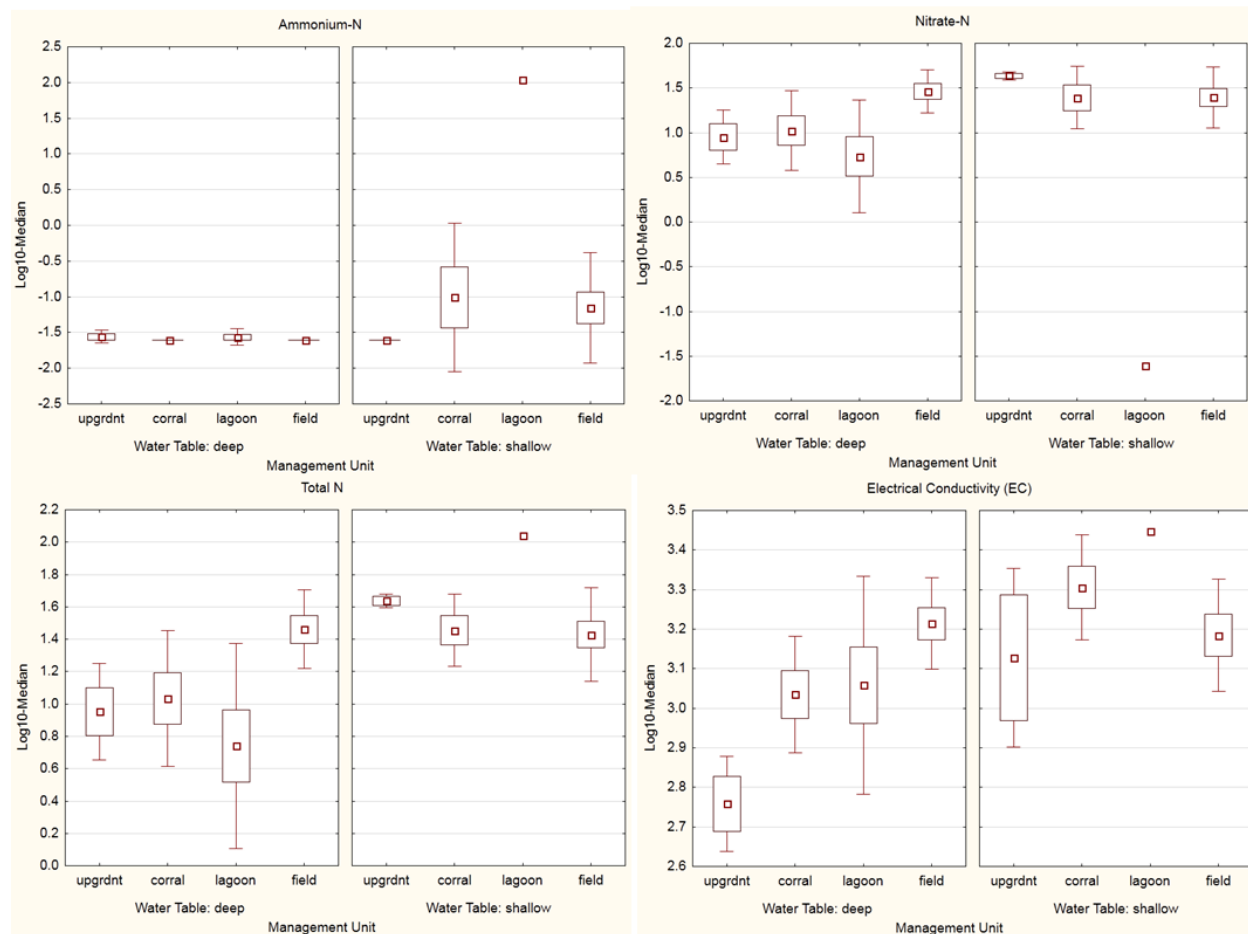 Ammonium-N
Log10-Median
2.5
2.0
1.5
1.0
0.5
0.0
-0.5
-1.0
-1.5
-2.0
-2.5
upgrdnt corral lagoon field upgrdnt corral lagoon field
Water Table: deep Water Table: shallow
Management Unit
Nitrate-N
Log10-Median
2.0
1.5
1.0
0.5
0.0
-0.5
-1.0
-1.5
-2.0
upgrdnt corral lagoon field upgrdnt corral lagoon field
Water Table: deep Water Table: shallow
Management Unit
Total N
Log10-Median
2.2
2.0
1.8
1.6
1.4
1.2
1.0
0.8
0.6
0.4
0.2
0.0
upgrdnt corral lagoon field upgrdnt corral lagoon field
Water Table: deep Water Table: shallow
Management Unit
Electrical Conductivity (EC)
Log10-Median
3.5
3.4
3.3
3.2
3.1
3.0
2.9
2.8
2.7
2.6
upgrdnt corral lagoon field upgrdnt corral lagoon field
Water Table: deep Water Table: shallow
Management Unit